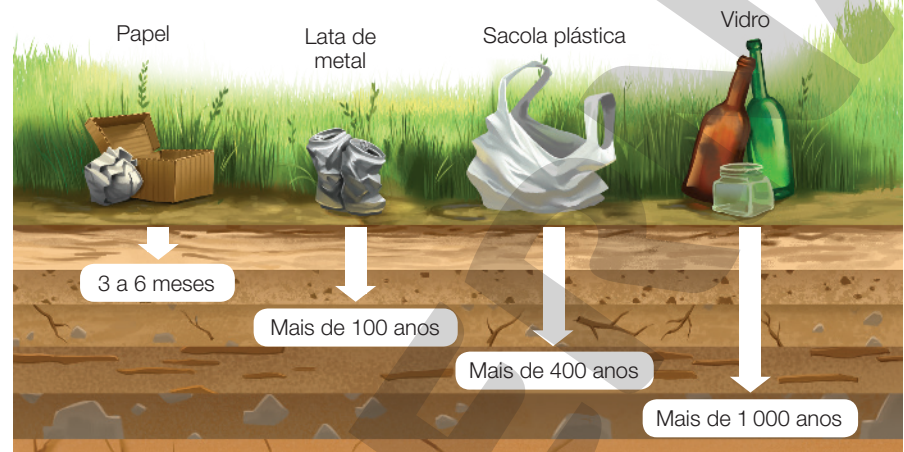 Papel
Lata de
metal
Sacola plástica
Vidro
3 a 6 meses
Mais de 100 anos
Mais de 400 anos
Mais de 1 000 anos